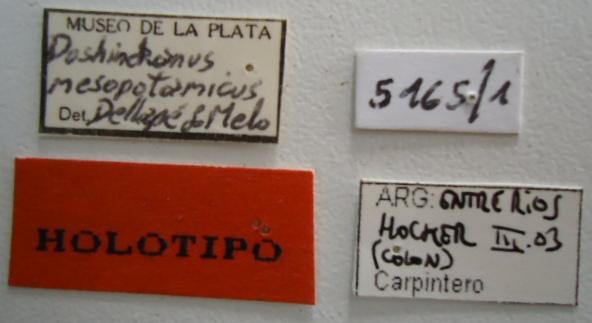 MUSEO DE LA PLATA
Doshindranus
mesopotamicus
Det. Dellapé & Melo
5165/1
HOLOTIPO
ARG: ENTRE RIOS
HOCKER III.03
(COLON)
Carpintero